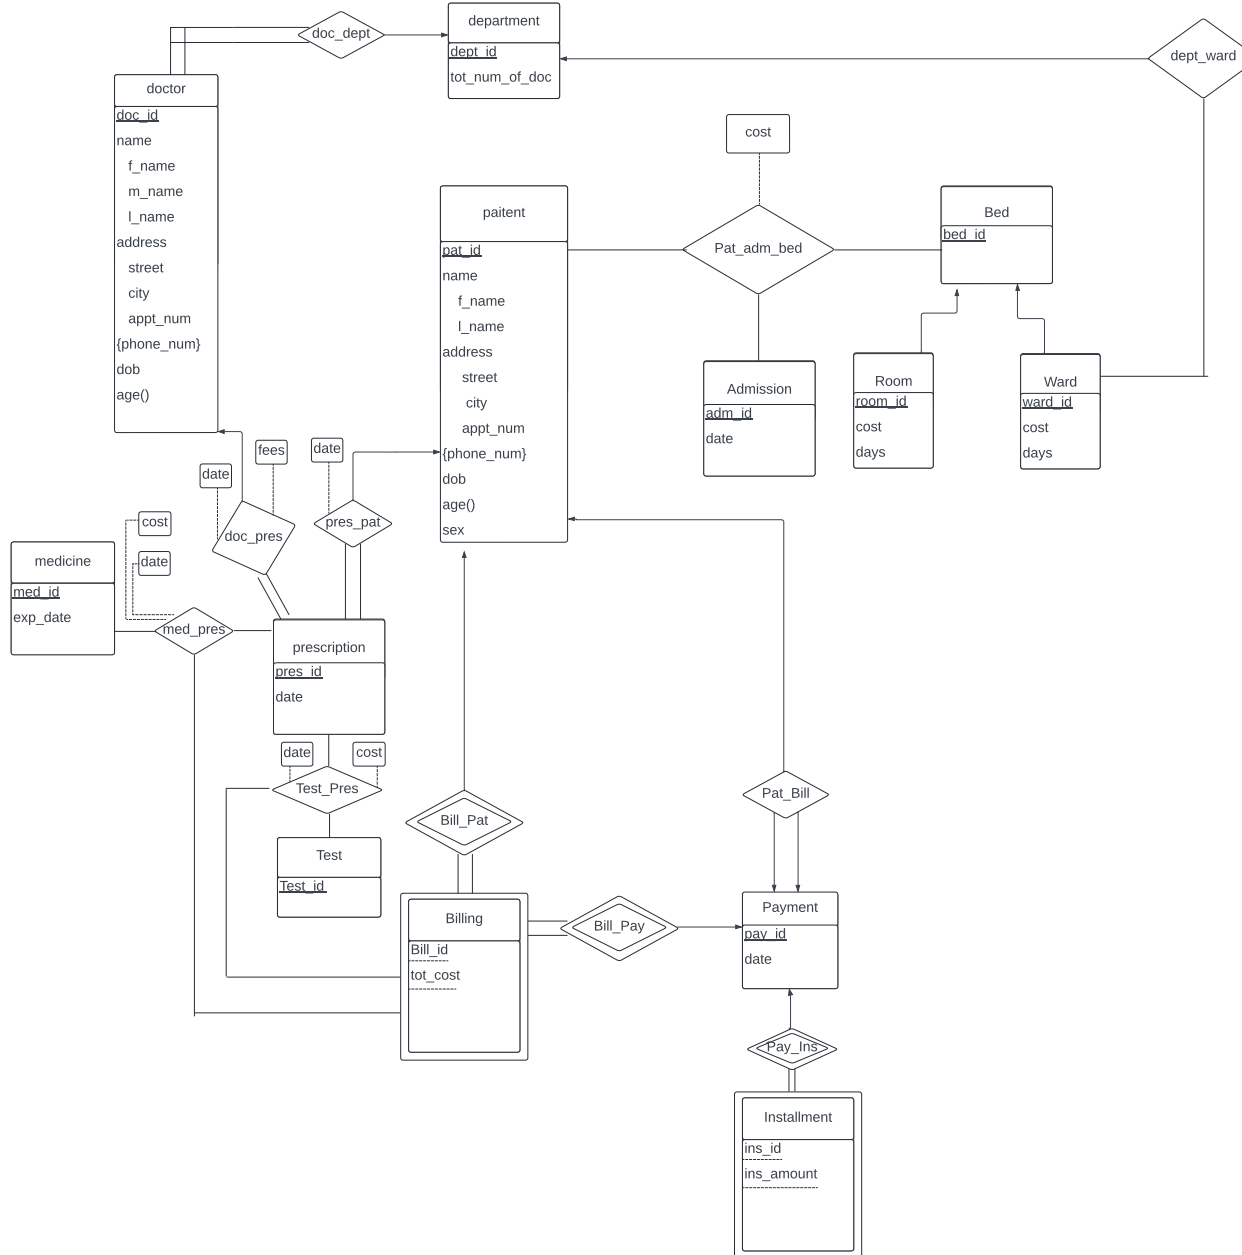 doc_dept
department
dept_id
tot_num_of_doc
dept_ward
doctor
doc_id
name
f_name
m_name
l_name
address
street
city
appt_num
{phone_num}
dob
age()
cost
paitent
pat_id
name
f_name
l_name
address
street
city
appt_num
{phone_num}
dob
age()
sex
Pat_adm_bed
Bed
bed_id
Admission
adm_id
date
Room
room_id
cost
days
Ward
ward_id
cost
days
date
fees
date
doc_pres
pres_pat
cost
date
medicine
med_id
exp_date
med_pres
prescription
pres_id
date
date
cost
Test_Pres
Test
Test_id
Bill_Pat
Pat_Bill
Billing
Bill_id
tot_cost
Bill_Pay
Payment
pay_id
date
Pay_Ins
Installment
ins_id
ins_amount